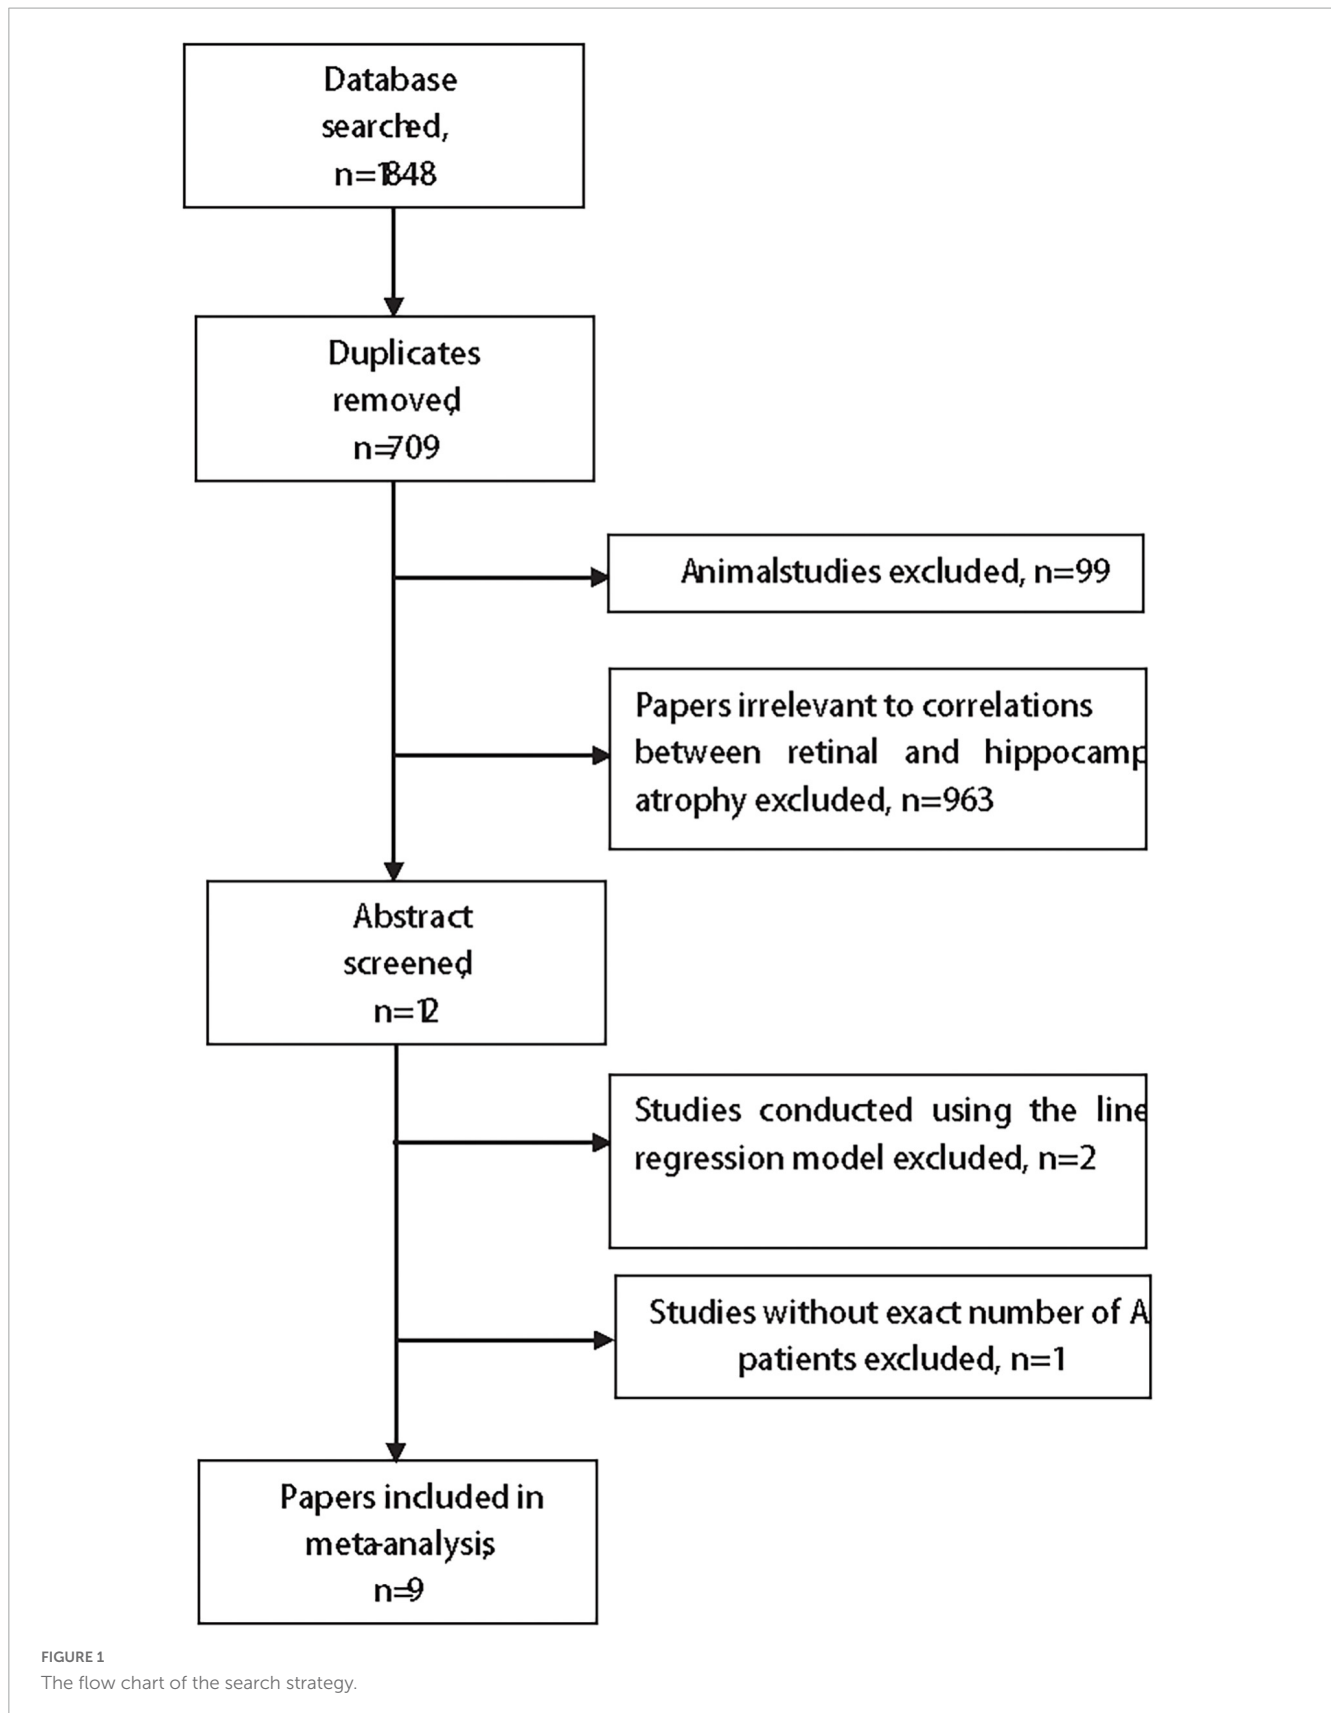 Database
searched,
n=1848
Duplicates
removed,
n=709
Animalstudies excluded, n=99
Papers irrelevant to correlations
between retinal and hippocamp
atrophy excluded, n=963
Abstract
screened,
n=12
Studies conducted using the line
regression model excluded, n=2
Studies without exact number of A
patients excluded, n=1
Papers included in
meta-analysis,
n=9
FIGURE 1
The flow chart of the search strategy.